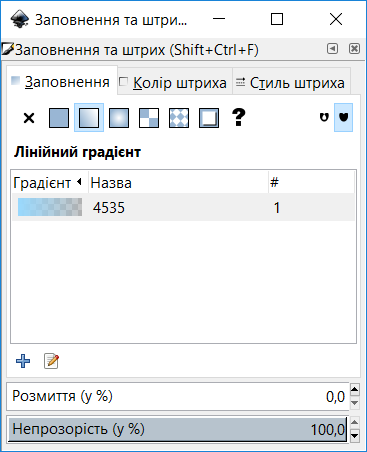 Заповнення та штри...
Заповнення та штрих (Shift+Ctrl+F)
Заповнення Колір штриха Стиль штриха
Лінійний градієнт
Градієнт Назва #
4535 1
Розмиття (у %) 0,0
Непрозорість (у %) 100,0